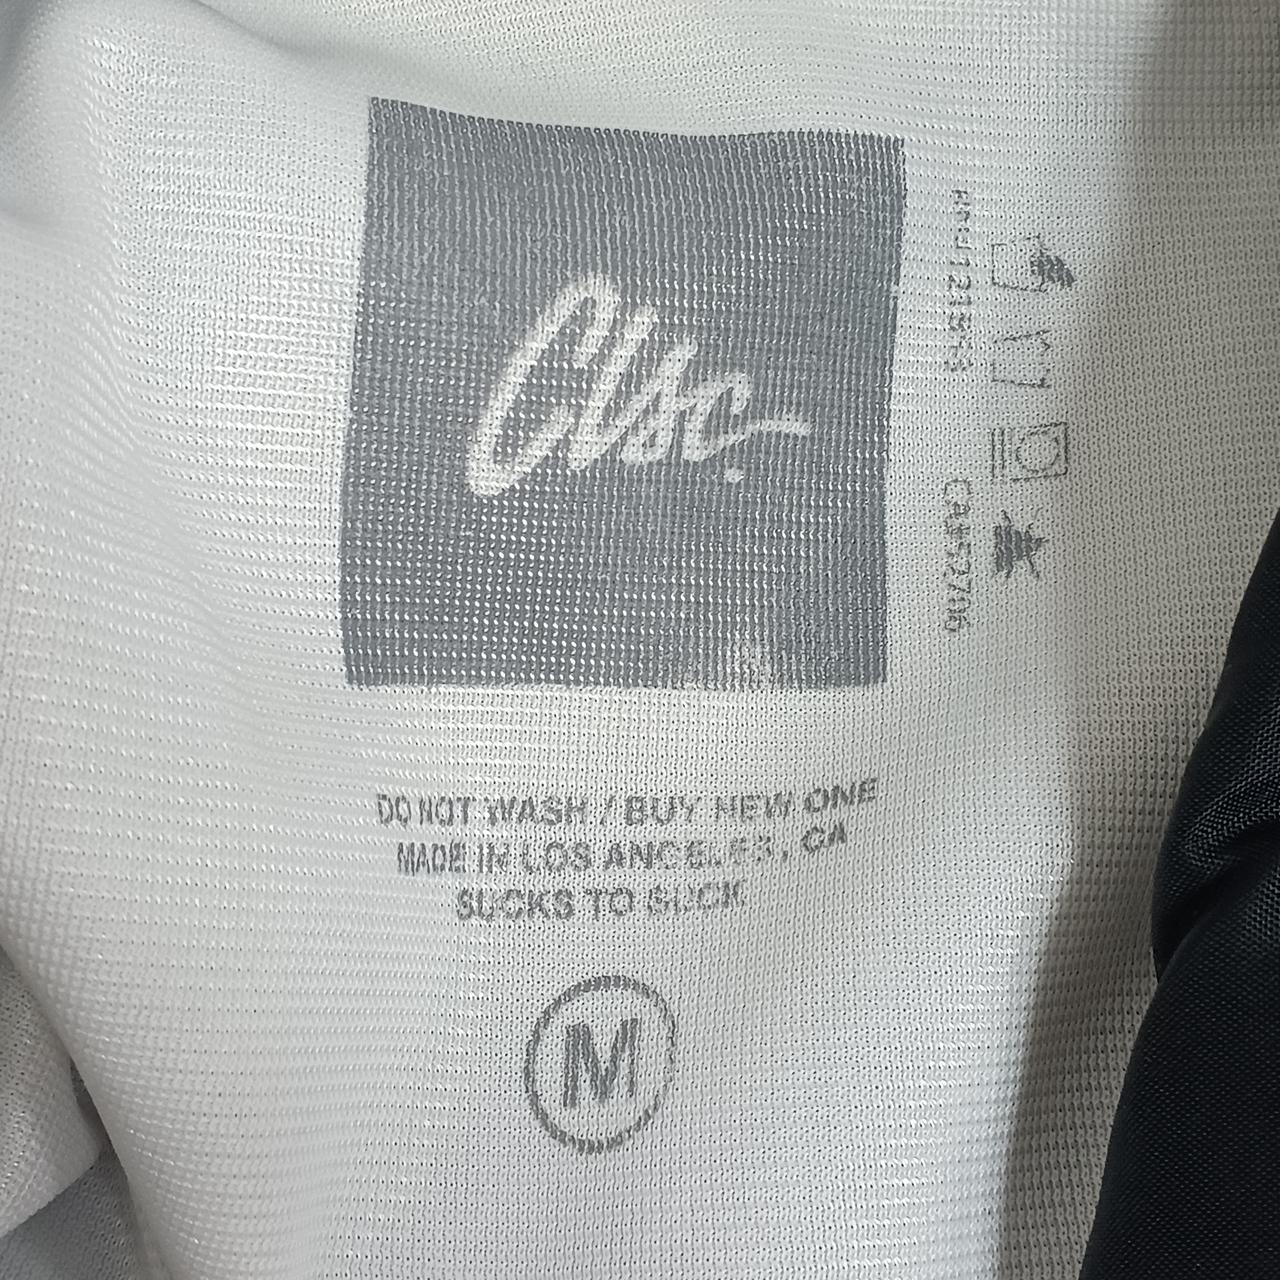 Clsc.
DO NOT WASH / BUY NEW ONE
MADE IN LOS ANGELES, CA
SUCKS TO SUCK
M